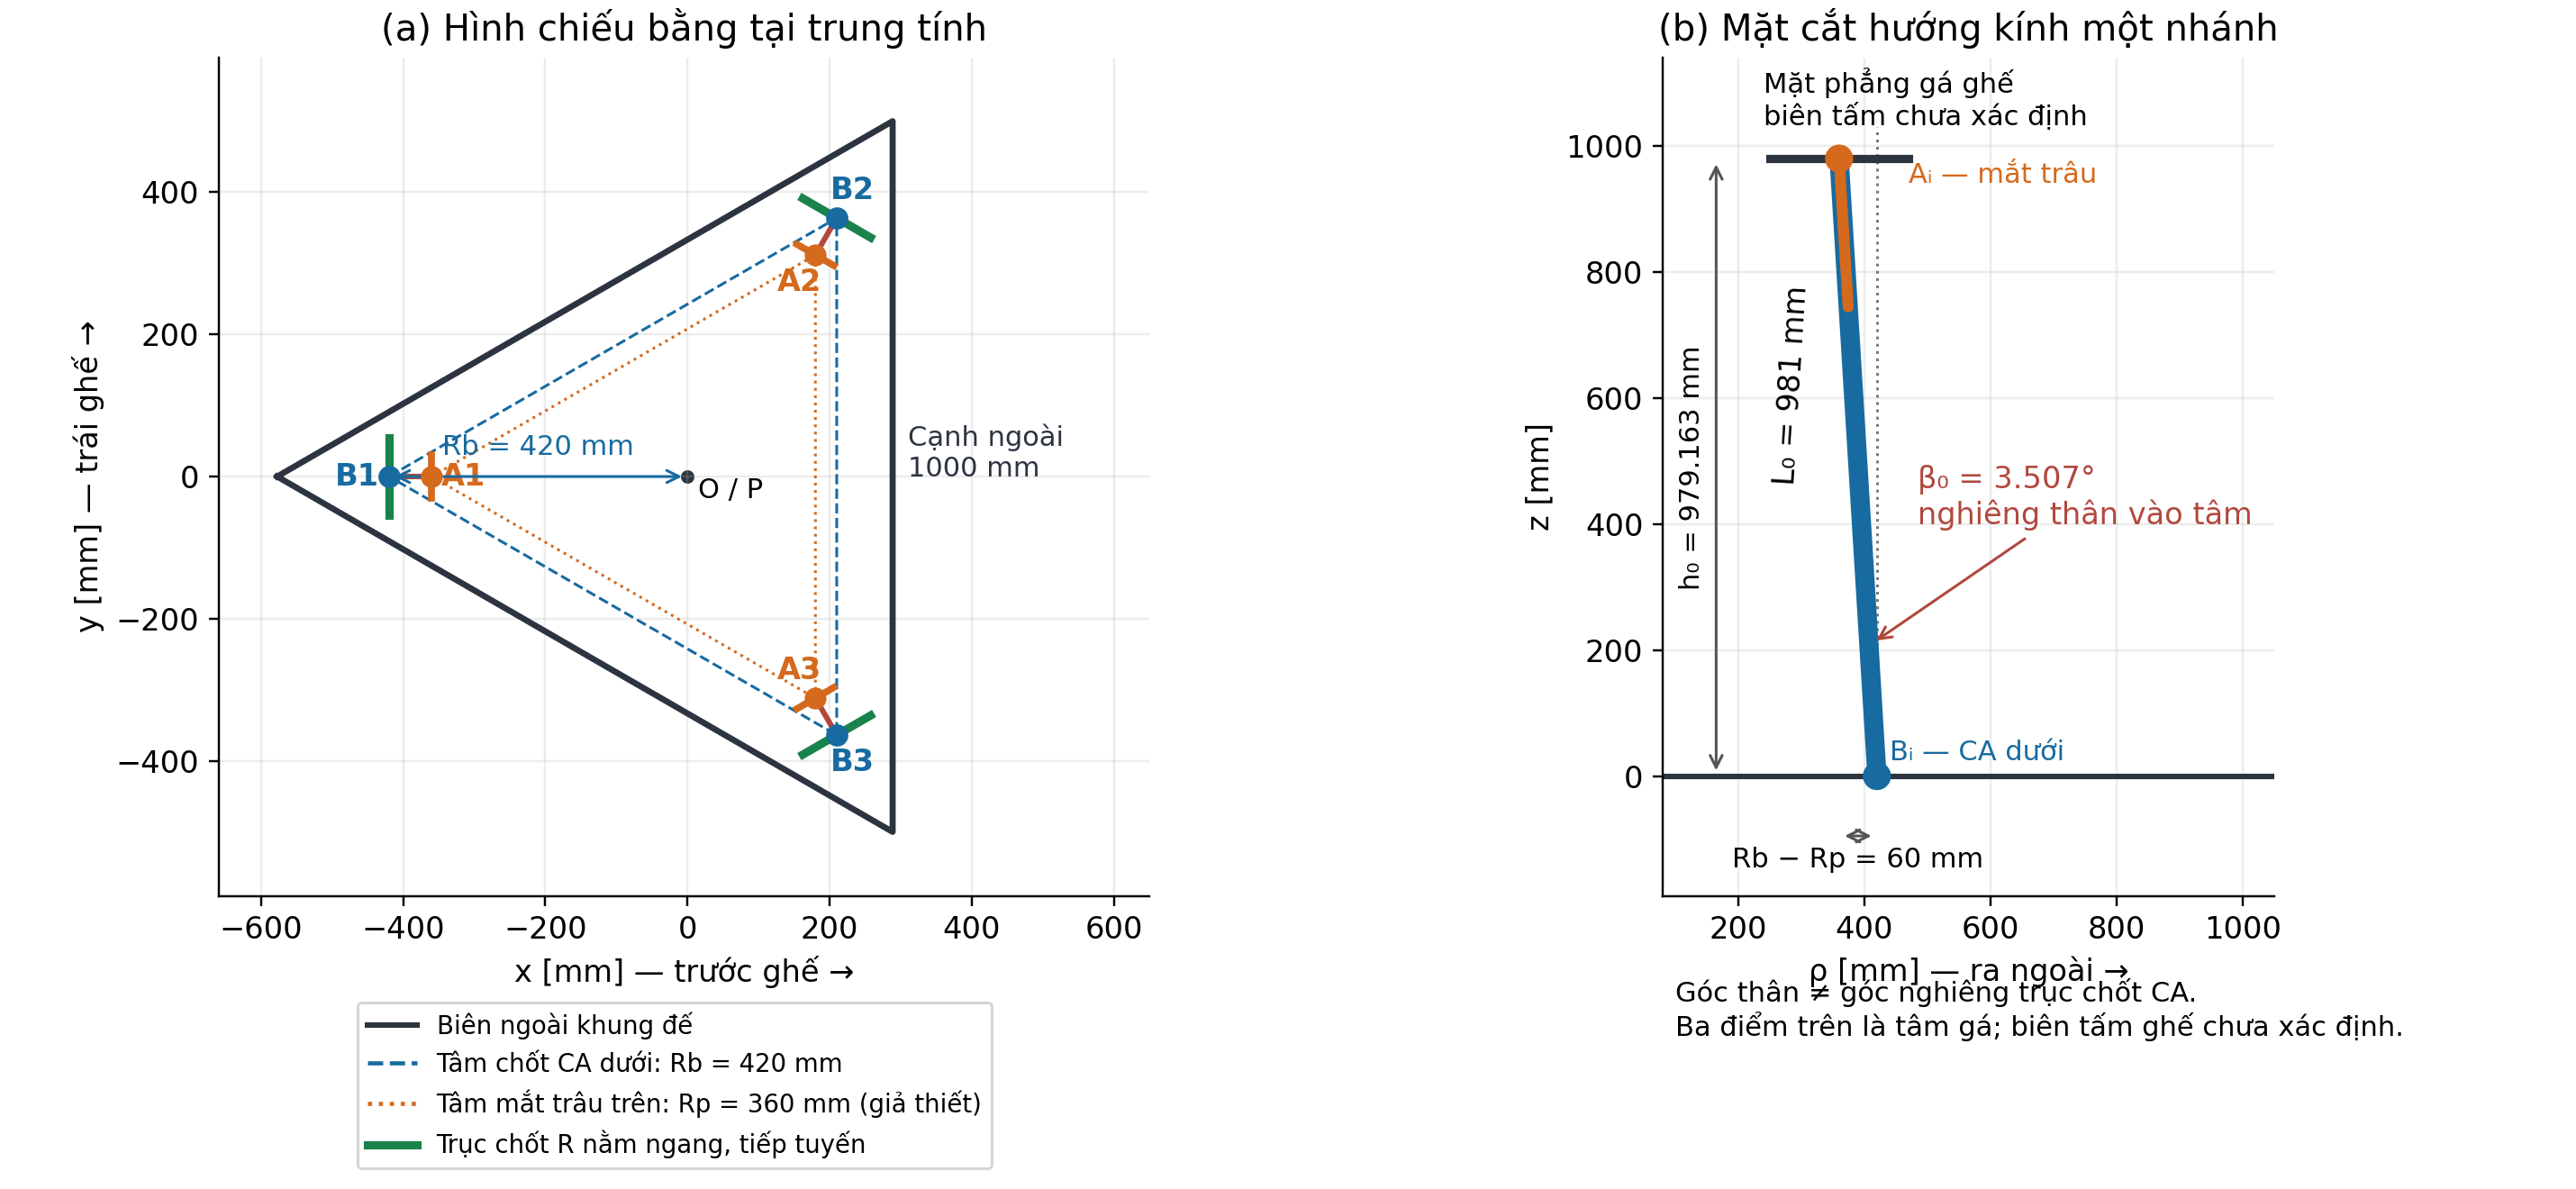 (a) Hình chiếu bằng tại trung tính
y [mm] — trái ghế →
400
200
0
−200
−400
B2
A2
Rb = 420 mm
B1
A1
O / P
Cạnh ngoài
1000 mm
A3
B3
−600
−400
−200
0
200
400
600
x [mm] — trước ghế →
Biên ngoài khung đế
Tâm chốt CA dưới: Rb = 420 mm
Tâm mắt trâu trên: Rp = 360 mm (giả thiết)
Trục chốt R nằm ngang, tiếp tuyến
(b) Mặt cắt hướng kính một nhánh
Mặt phẳng gá ghế
biên tấm chưa xác định
z [mm]
1000
800
600
400
200
0
Aᵢ — mắt trâu
L₀ = 981 mm
h₀ = 979.163 mm
β₀ = 3.507°
nghiêng thân vào tâm
Bᵢ — CA dưới
Rb − Rp = 60 mm
200
400
600
800
1000
ρ [mm] — ra ngoài →
Góc thân ≠ góc nghiêng trục chốt CA.
Ba điểm trên là tâm gá; biên tấm ghế chưa xác định.